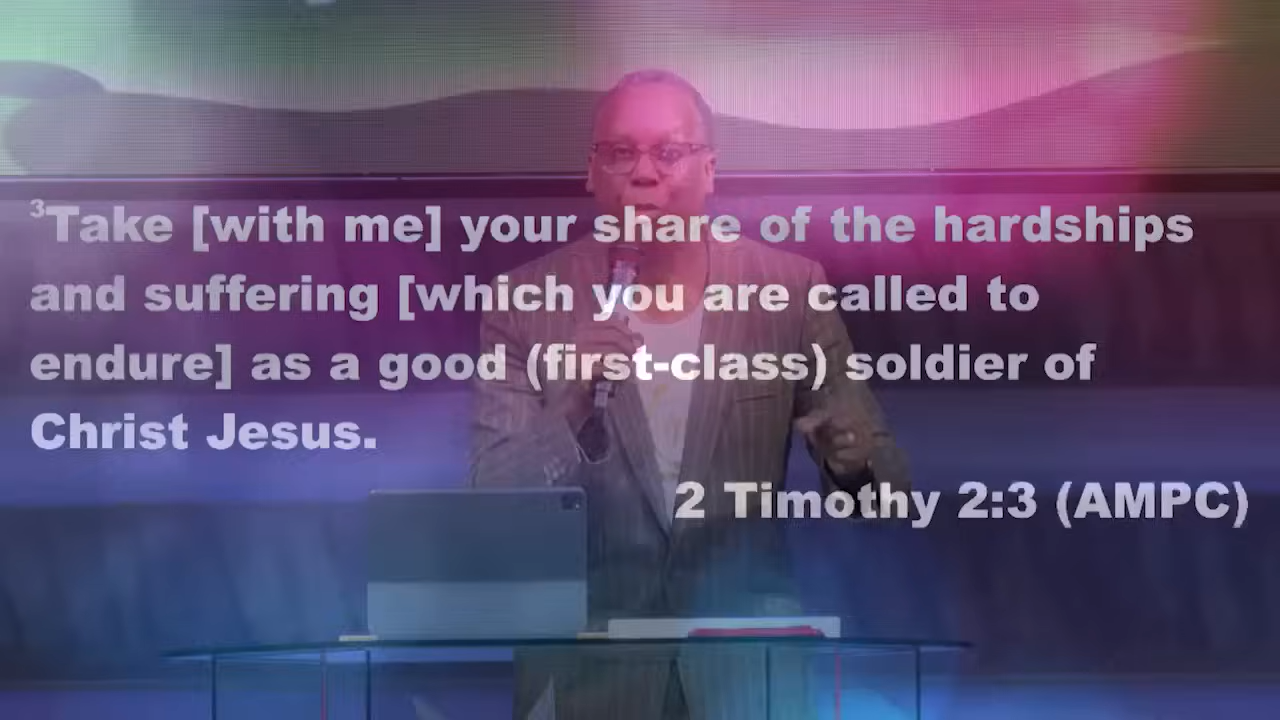 ³Take [with me] your share of the hardships
and suffering [which you are called to
endure] as a good (first-class) soldier of
Christ Jesus.
2 Timothy 2:3 (AMPC)